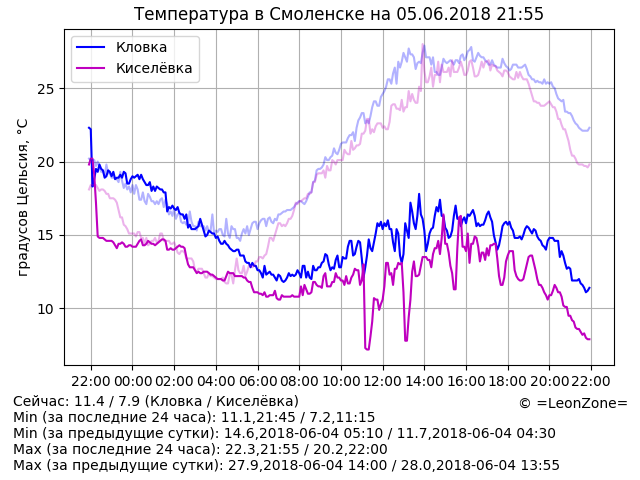 Температура в Смоленске на 05.06.2018 21:55
Кловка
Киселёвка
градусов Цельсия, °C
25
20
15
10
22:00 00:00 02:00 04:00 06:00 08:00 10:00 12:00 14:00 16:00 18:00 20:00 22:00
Сейчас: 11.4 / 7.9 (Кловка / Киселёвка)
© =LeonZone=
Min (за последние 24 часа): 11.1,21:45 / 7.2,11:15
Min (за предыдущие сутки): 14.6,2018-06-04 05:10 / 11.7,2018-06-04 04:30
Max (за последние 24 часа): 22.3,21:55 / 20.2,22:00
Max (за предыдущие сутки): 27.9,2018-06-04 14:00 / 28.0,2018-06-04 13:55